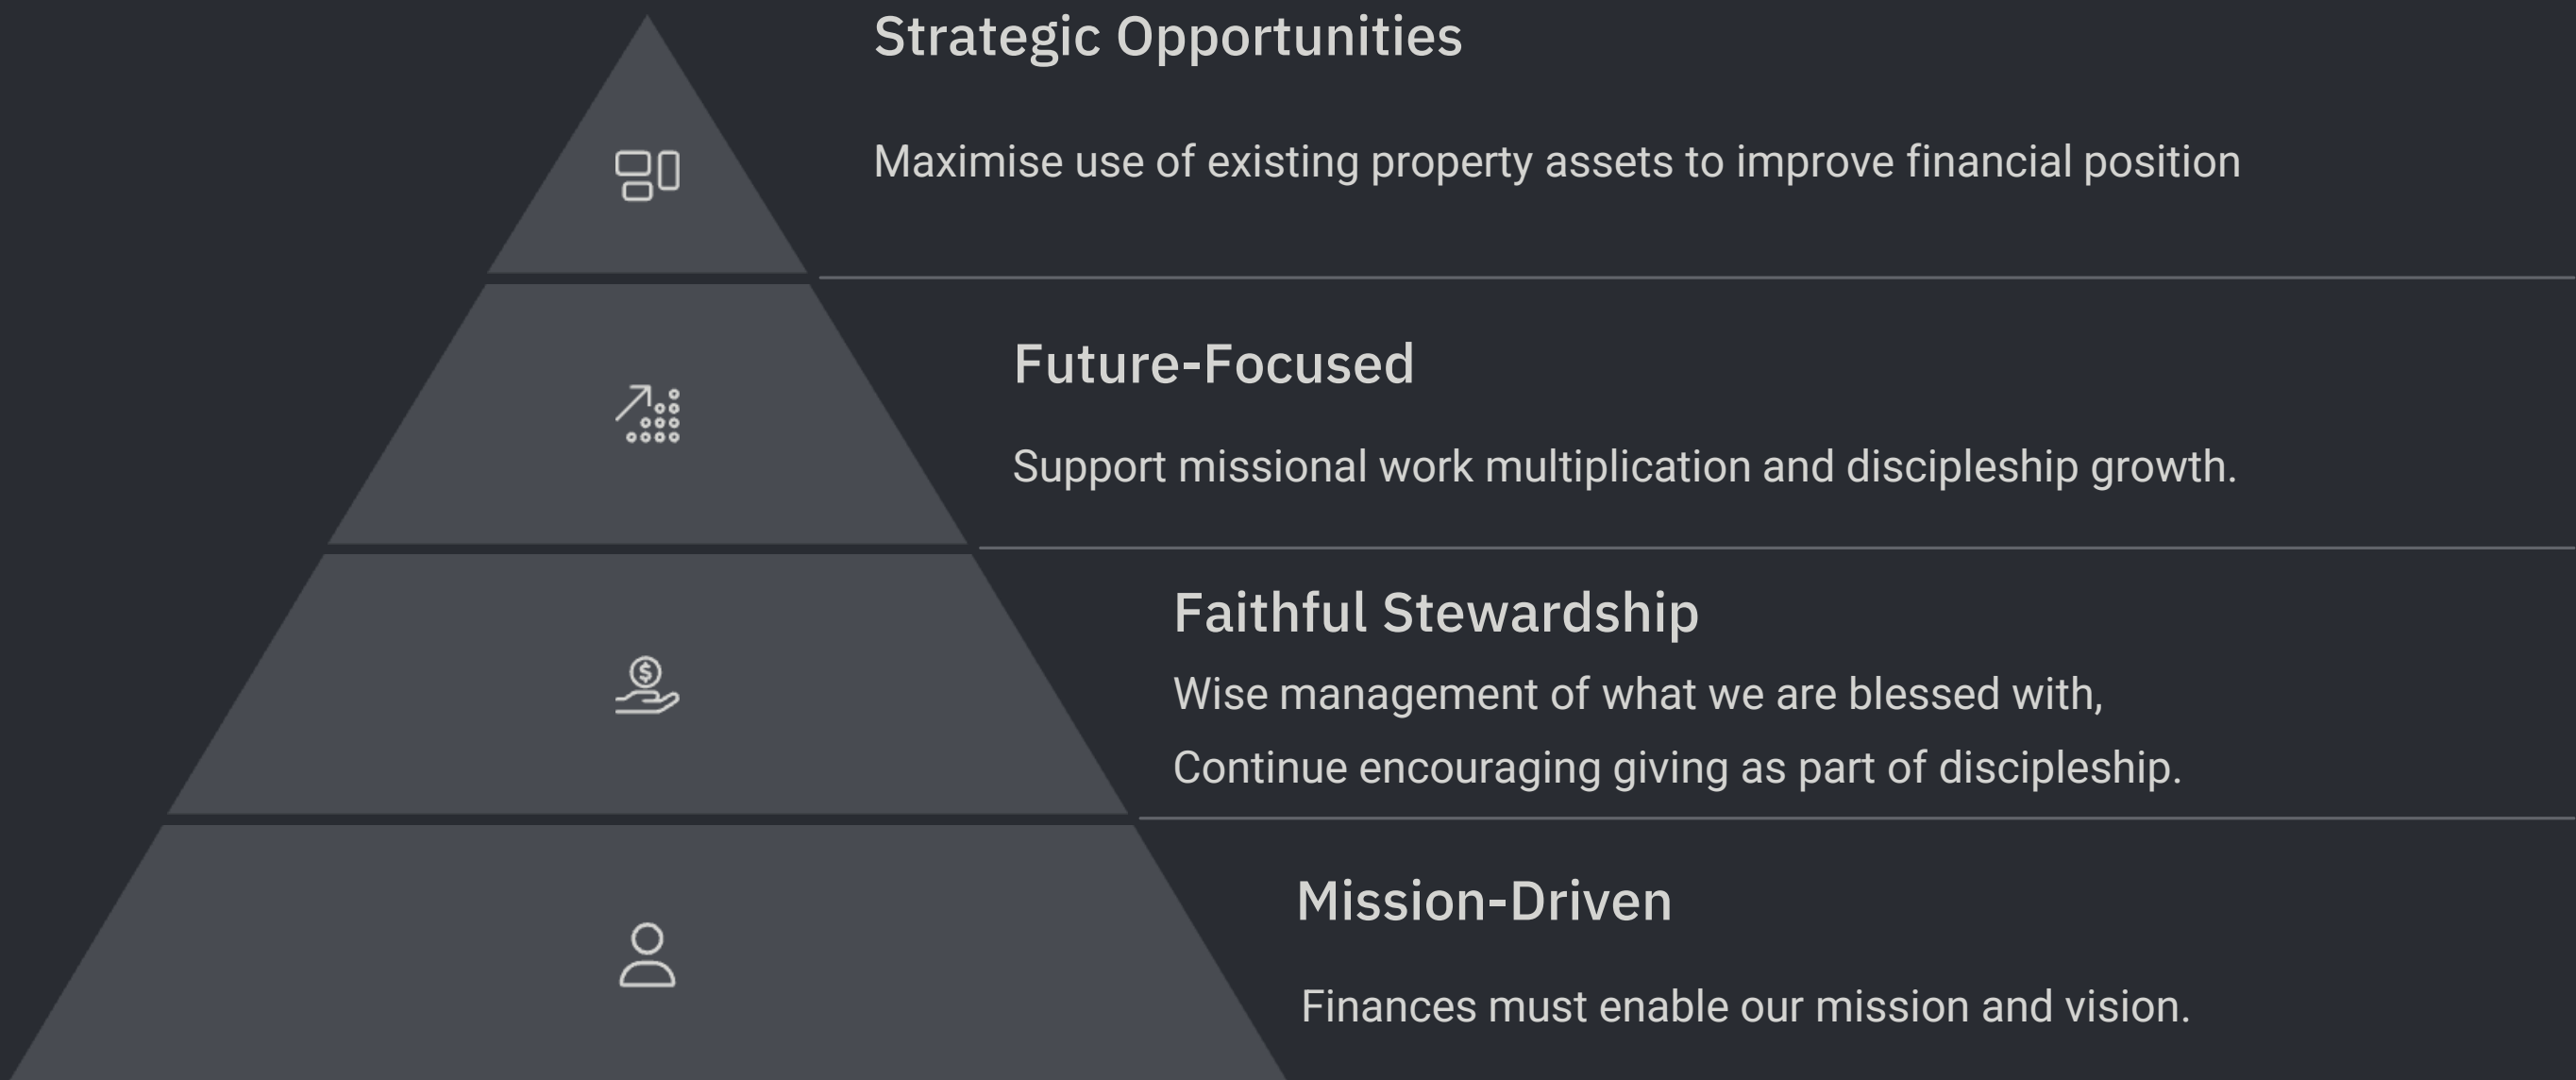 Strategic Opportunities
Maximise use of existing property assets to improve financial position
Future-Focused
Support missional work multiplication and discipleship growth.
Faithful Stewardship
Wise management of what we are blessed with,
Continue encouraging giving as part of discipleship.
Mission-Driven
Finances must enable our mission and vision.